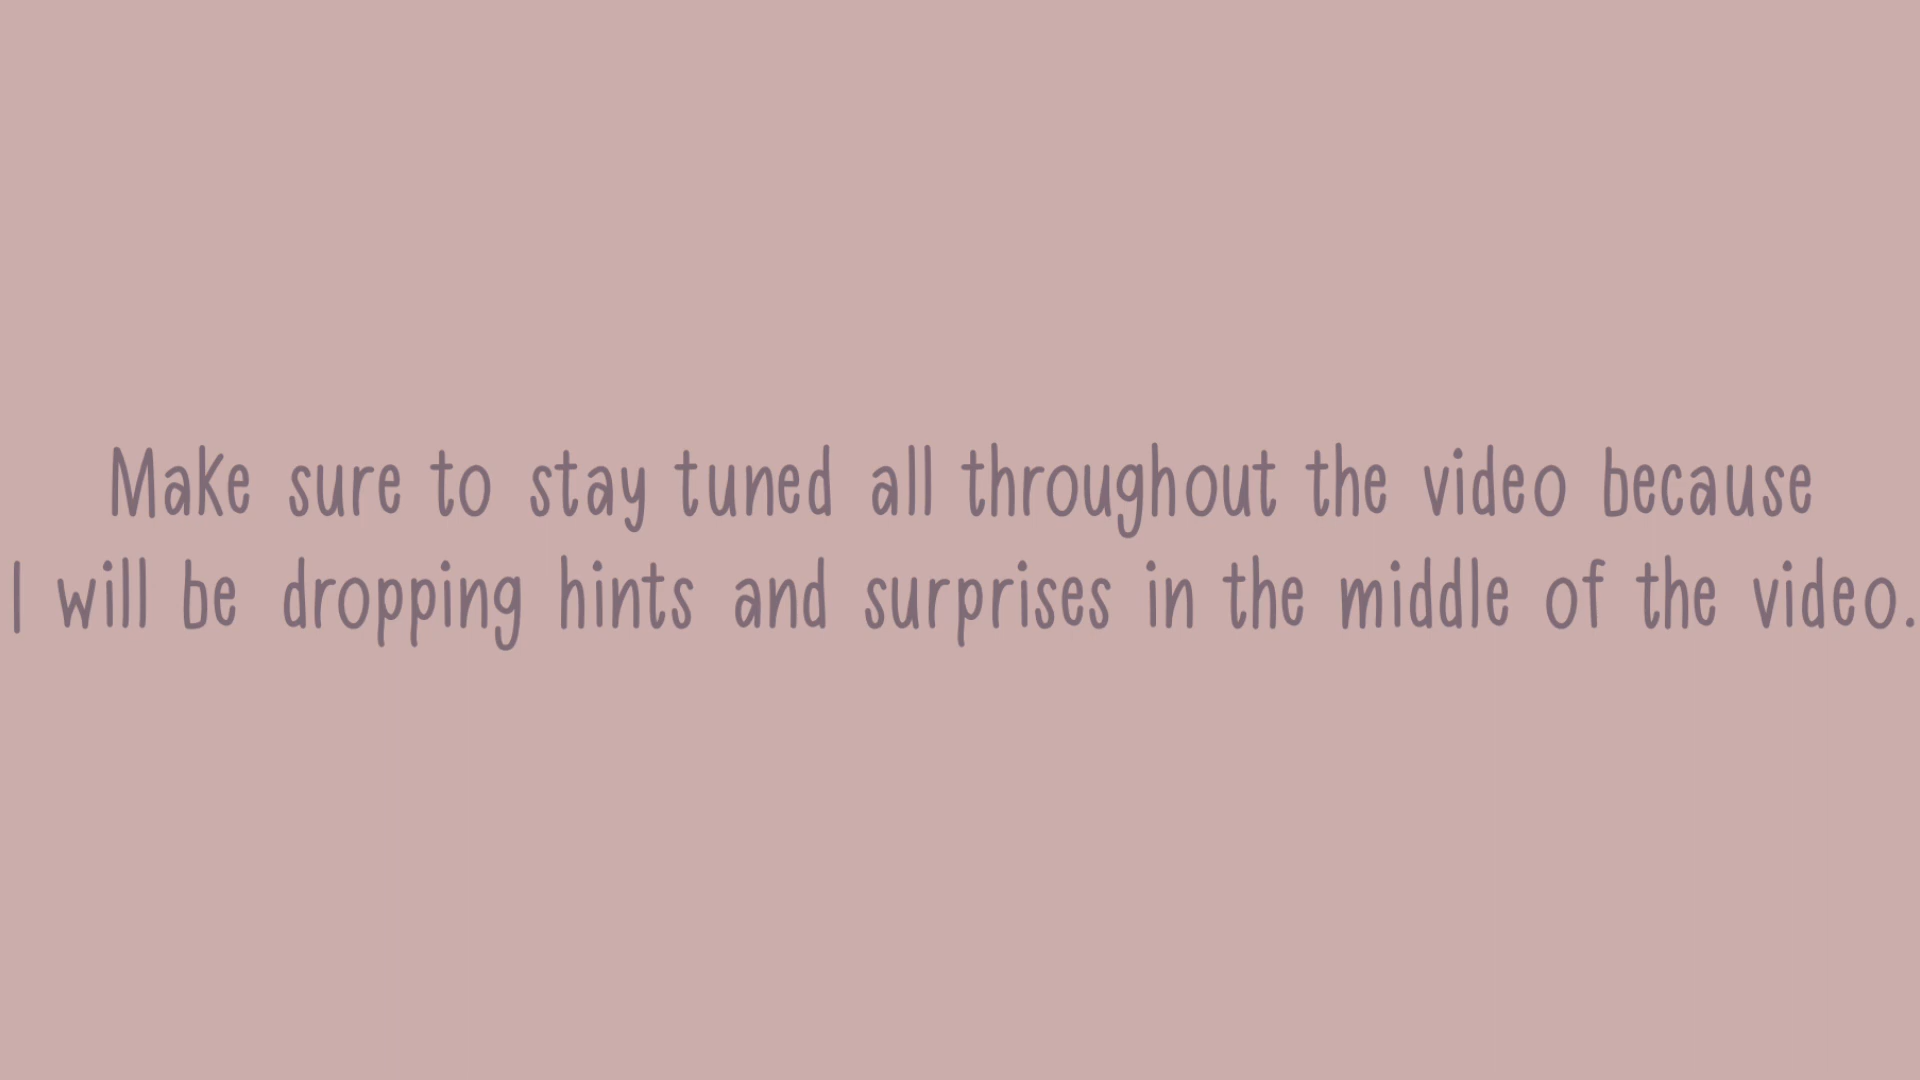 Make sure to stay tuned all throughout the video because
I will be dropping hints and surprises in the middle of the video.